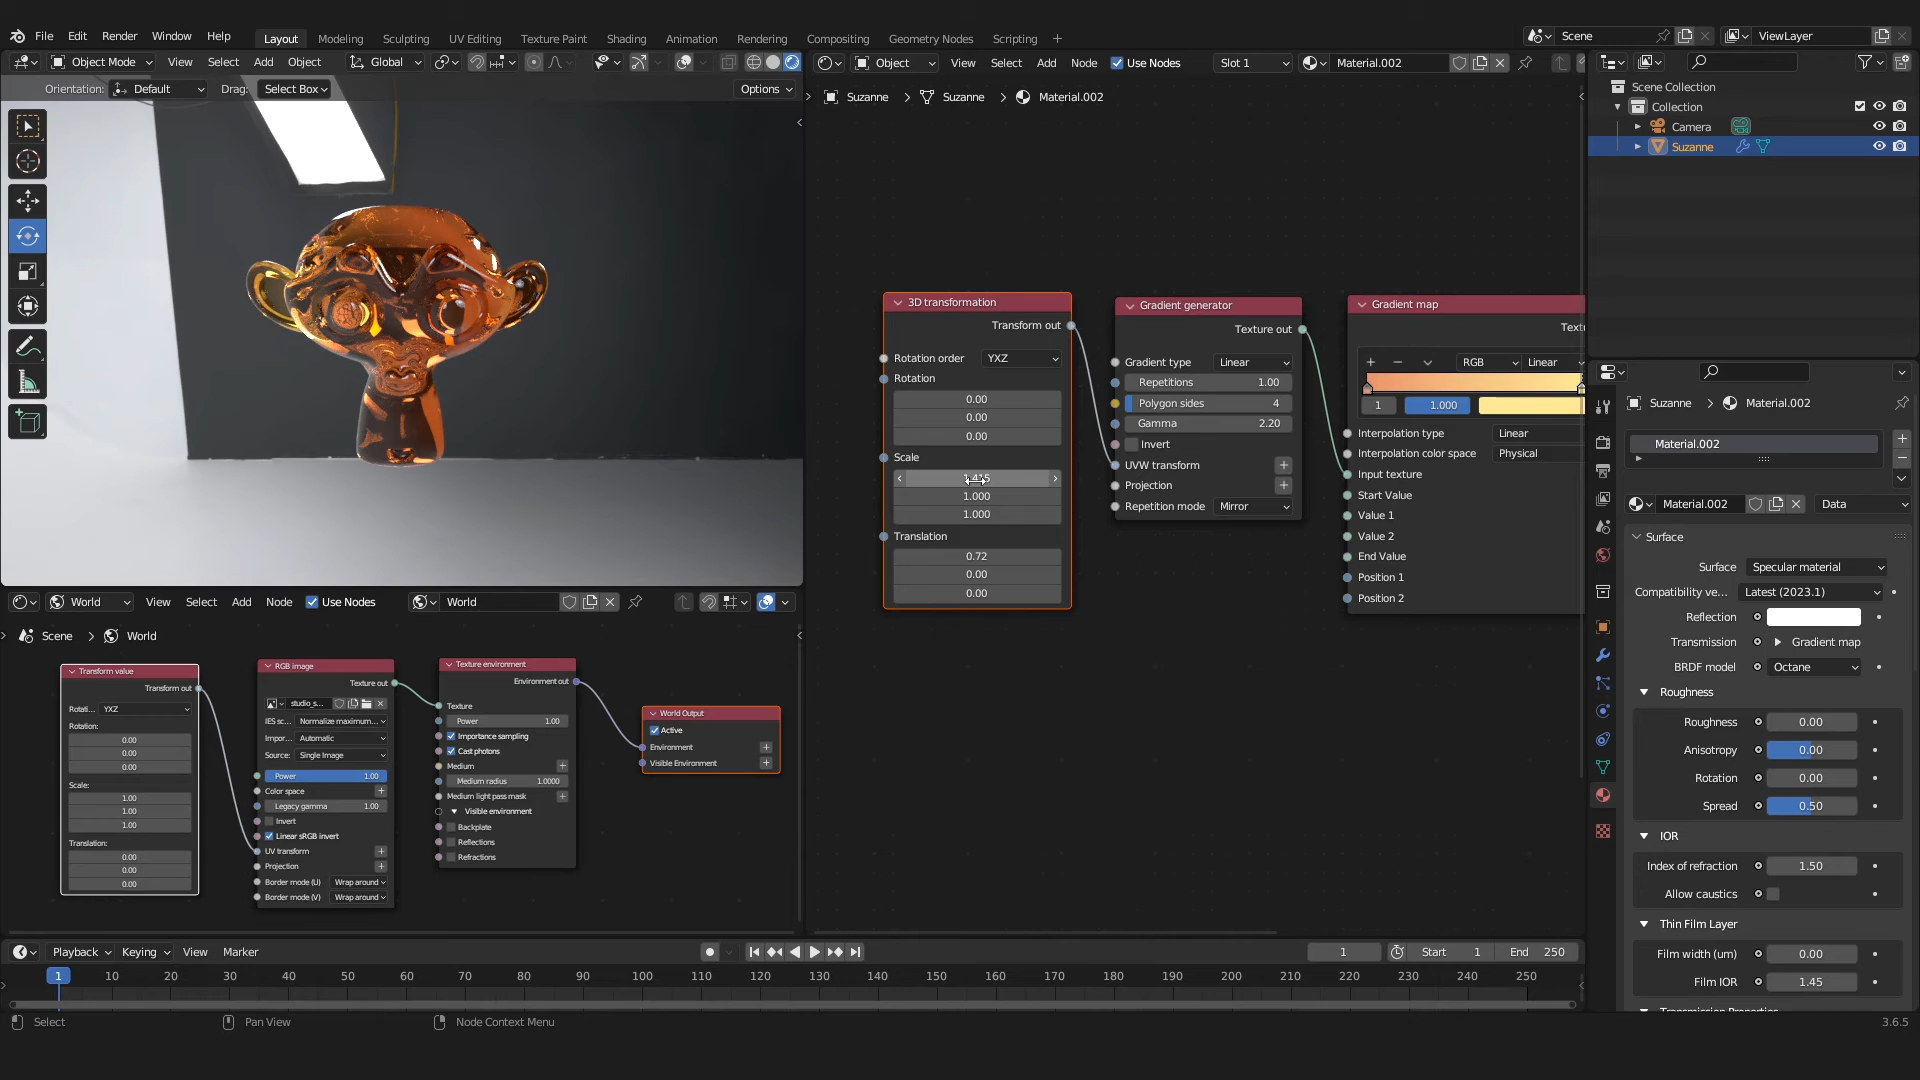 File Edit Render Window Help
Layout Modeling Sculpting UV Editing Texture Paint Shading Animation Rendering Compositing Geometry Nodes Scripting +
Scene
ViewLayer
Object Mode View Select Add Object Global
Orientation: Default Drag: Select Box Options
Object View Select Add Node Use Nodes Slot 1 Material.002
Suzanne > Suzanne > Material.002
3D transformation
Transform out
Rotation order YXZ
Rotation
0.00
0.00
0.00
Scale
1.415
1.000
1.000
Translation
0.72
0.00
0.00
Gradient generator
Texture out
Gradient type Linear
Repetitions 1.00
Polygon sides 4
Gamma 2.20
Invert
UVW transform
Projection
Repetition mode Mirror
Gradient map
RGB Linear
1 1.000
Interpolation type Linear
Interpolation color space Physical
Input texture
Start Value
Value 1
Value 2
End Value
Position 1
Position 2
World View Select Add Node Use Nodes World
Scene > World
Transform value
Transform out
Rotati... YXZ
Rotation:
0.00
0.00
0.00
Scale:
1.00
1.00
1.00
Translation:
0.00
0.00
0.00
RGB image
Texture out
studio_s...
IES sc... Normalize maximum...
Impor... Automatic
Source: Single Image
Power 1.00
Color space
Legacy gamma 1.00
Invert
Linear sRGB invert
UV transform
Projection
Border mode (U) Wrap around
Border mode (V) Wrap around
Texture environment
Environment out
Texture
Power 1.00
Importance sampling
Cast photons
Medium
Medium radius 1.0000
Medium light pass mask
Visible environment
Backplate
Reflections
Refractions
World Output
Active
Environment
Visible Environment
Scene Collection
Collection
Camera
Suzanne
Suzanne > Material.002
Material.002
Material.002 Data
Surface
Surface Specular material
Compatibility ve... Latest (2023.1)
Reflection
Transmission Gradient map
BRDF model Octane
Roughness
Roughness 0.00
Anisotropy 0.00
Rotation 0.00
Spread 0.50
IOR
Index of refraction 1.50
Allow caustics
Thin Film Layer
Film width (um) 0.00
Film IOR 1.45
Playback Keying View Marker
1 Start 1 End 250
1 10 20 30 40 50 60 70 80 90 100 110 120 130 140 150 160 170 180 190 200 210 220 230 240 250
Select Pan View Node Context Menu 3.6.5